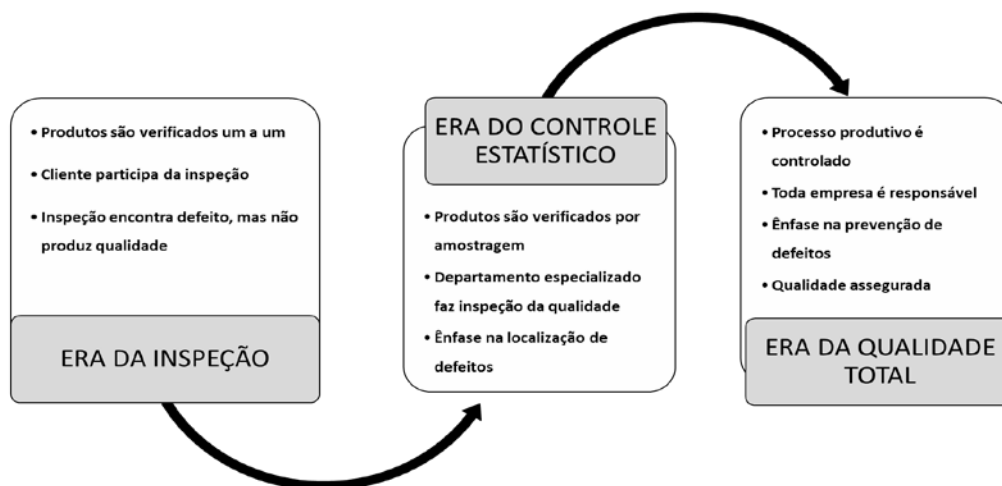 • Produtos são verificados um a um
• Cliente participa da inspeção
• Inspeção encontra defeito, mas não
produz qualidade
ERA DA INSPEÇÃO
ERA DO CONTROLE
ESTATÍSTICO
• Produtos são verificados por
amostragem
• Departamento especializado
faz inspeção da qualidade
• Ênfase na localização de
defeitos
• Processo produtivo é
controlado
• Toda empresa é responsável
• Ênfase na prevenção de
defeitos
• Qualidade assegurada
ERA DA QUALIDADE
TOTAL